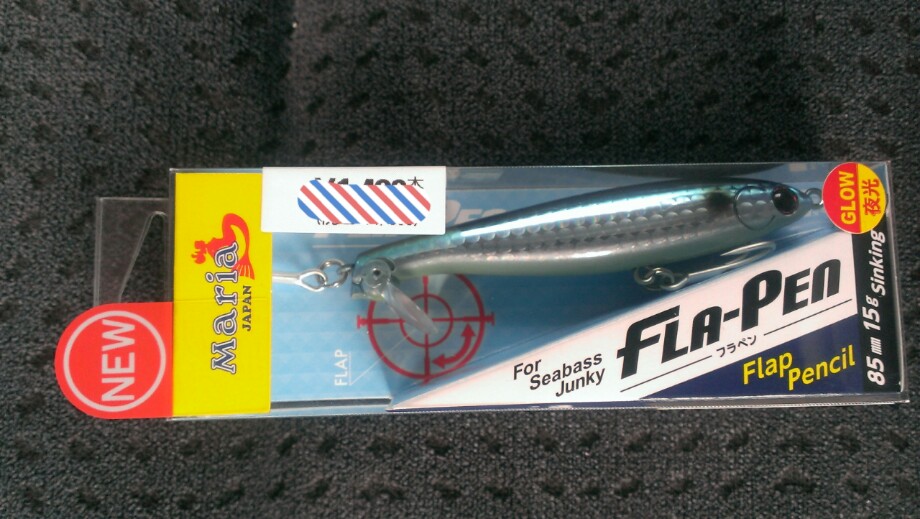 NEW
Maria
JAPAN
FLAP
For
Seabass
Junky
FLA-PEN
フラペン
Flap
Pencil
GLOW
夜光
85mm 15g Sinking